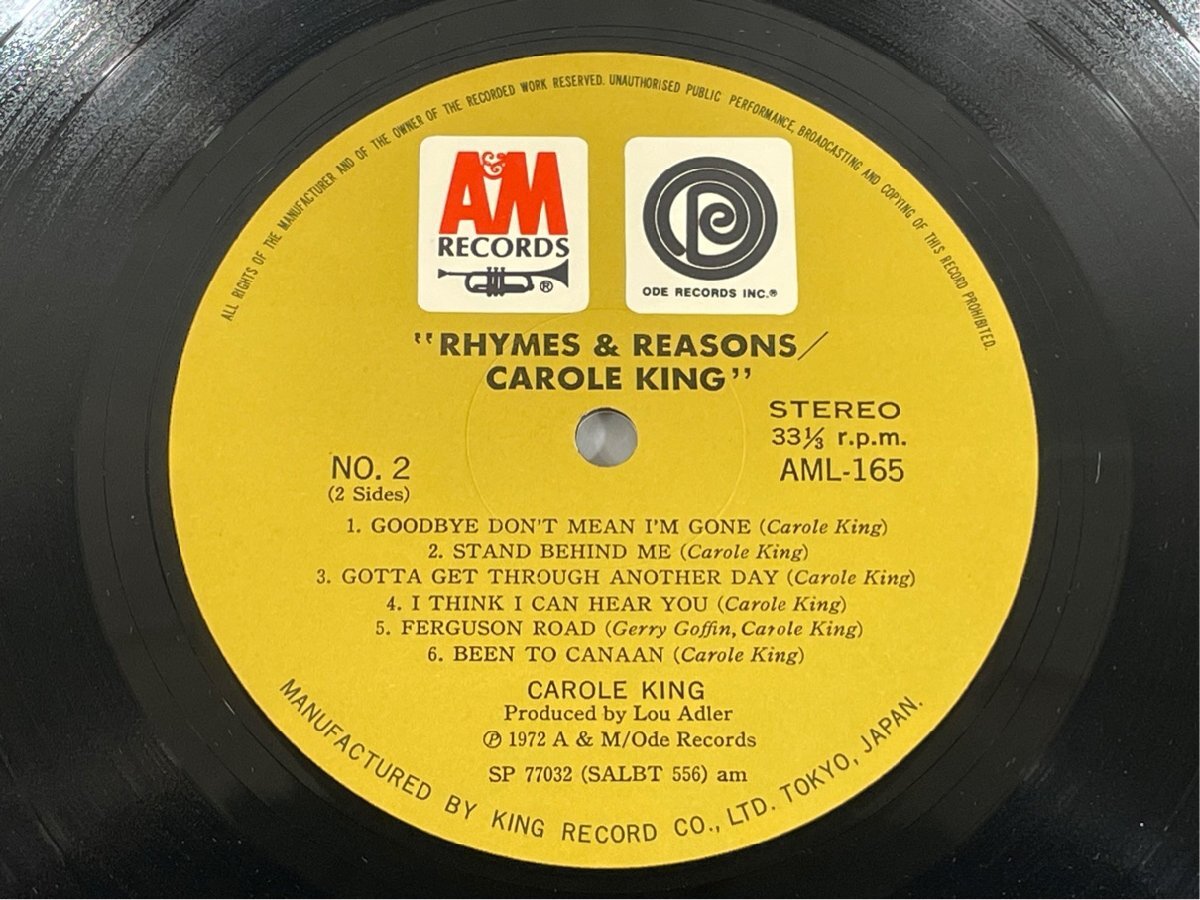 ALL RIGHTS OF THE MANUFACTURER AND OF THE OWNER OF THE RECORDED WORK RESERVED. UNAUTHORISED PUBLIC PERFORMANCE, BROADCASTING AND COPYING OF THIS RECORD PROHIBITED.
A&M
RECORDS
®
ODE RECORDS INC.®
"RHYMES & REASONS/
CAROLE KING"
STEREO
33⅓ r.p.m.
AML-165
NO. 2
(2 Sides)
1. GOODBYE DON'T MEAN I'M GONE (Carole King)
2. STAND BEHIND ME (Carole King)
3. GOTTA GET THROUGH ANOTHER DAY (Carole King)
4. I THINK I CAN HEAR YOU (Carole King)
5. FERGUSON ROAD (Gerry Goffin, Carole King)
6. BEEN TO CANAAN (Carole King)
CAROLE KING
Produced by Lou Adler
℗ 1972 A & M/Ode Records
SP 77032 (SALBT 556) am
MANUFACTURED BY KING RECORD CO., LTD. TOKYO, JAPAN.